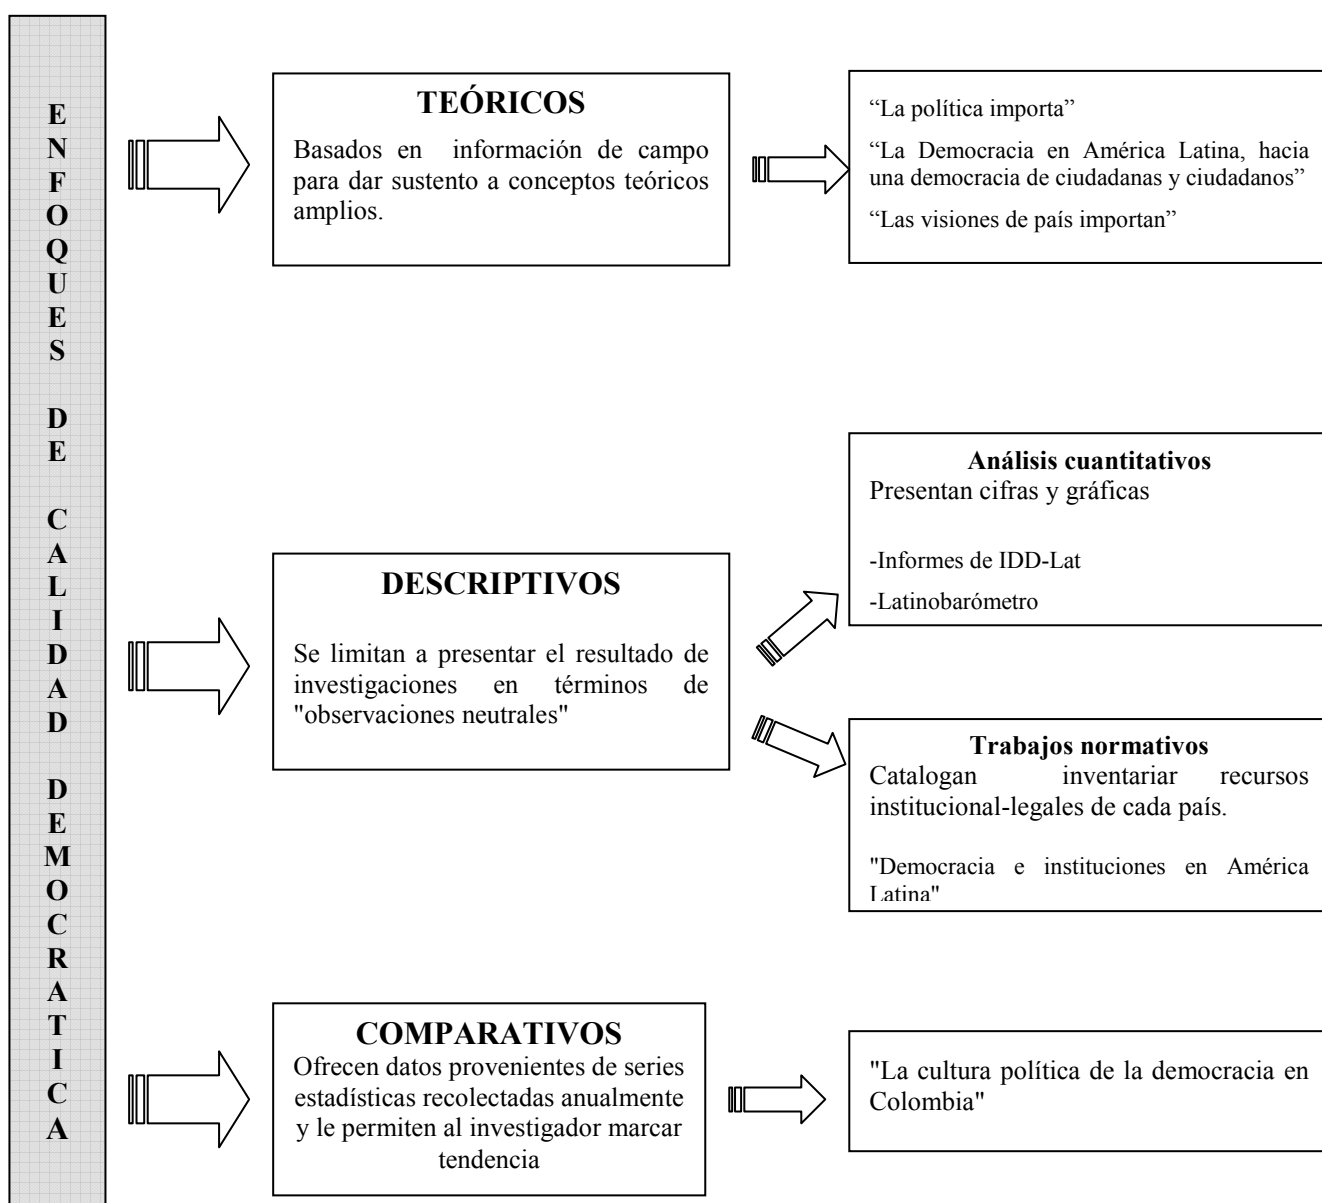 ENFOQUES DE CALIDAD DEMOCRATICA
TEÓRICOS
Basados en información de campo
para dar sustento a conceptos teóricos
amplios.
“La política importa”
“La Democracia en América Latina, hacia
una democracia de ciudadanas y ciudadanos”
“Las visiones de país importan”
DESCRIPTIVOS
Se limitan a presentar el resultado de
investigaciones en términos de
"observaciones neutrales"
Análisis cuantitativos
Presentan cifras y gráficas
-Informes de IDD-Lat
-Latinobarómetro
Trabajos normativos
Catalogan inventariar recursos
institucional-legales de cada país.
"Democracia e instituciones en América
Latina"
COMPARATIVOS
Ofrecen datos provenientes de series
estadísticas recolectadas anualmente
y le permiten al investigador marcar
tendencia
"La cultura política de la democracia en
Colombia"